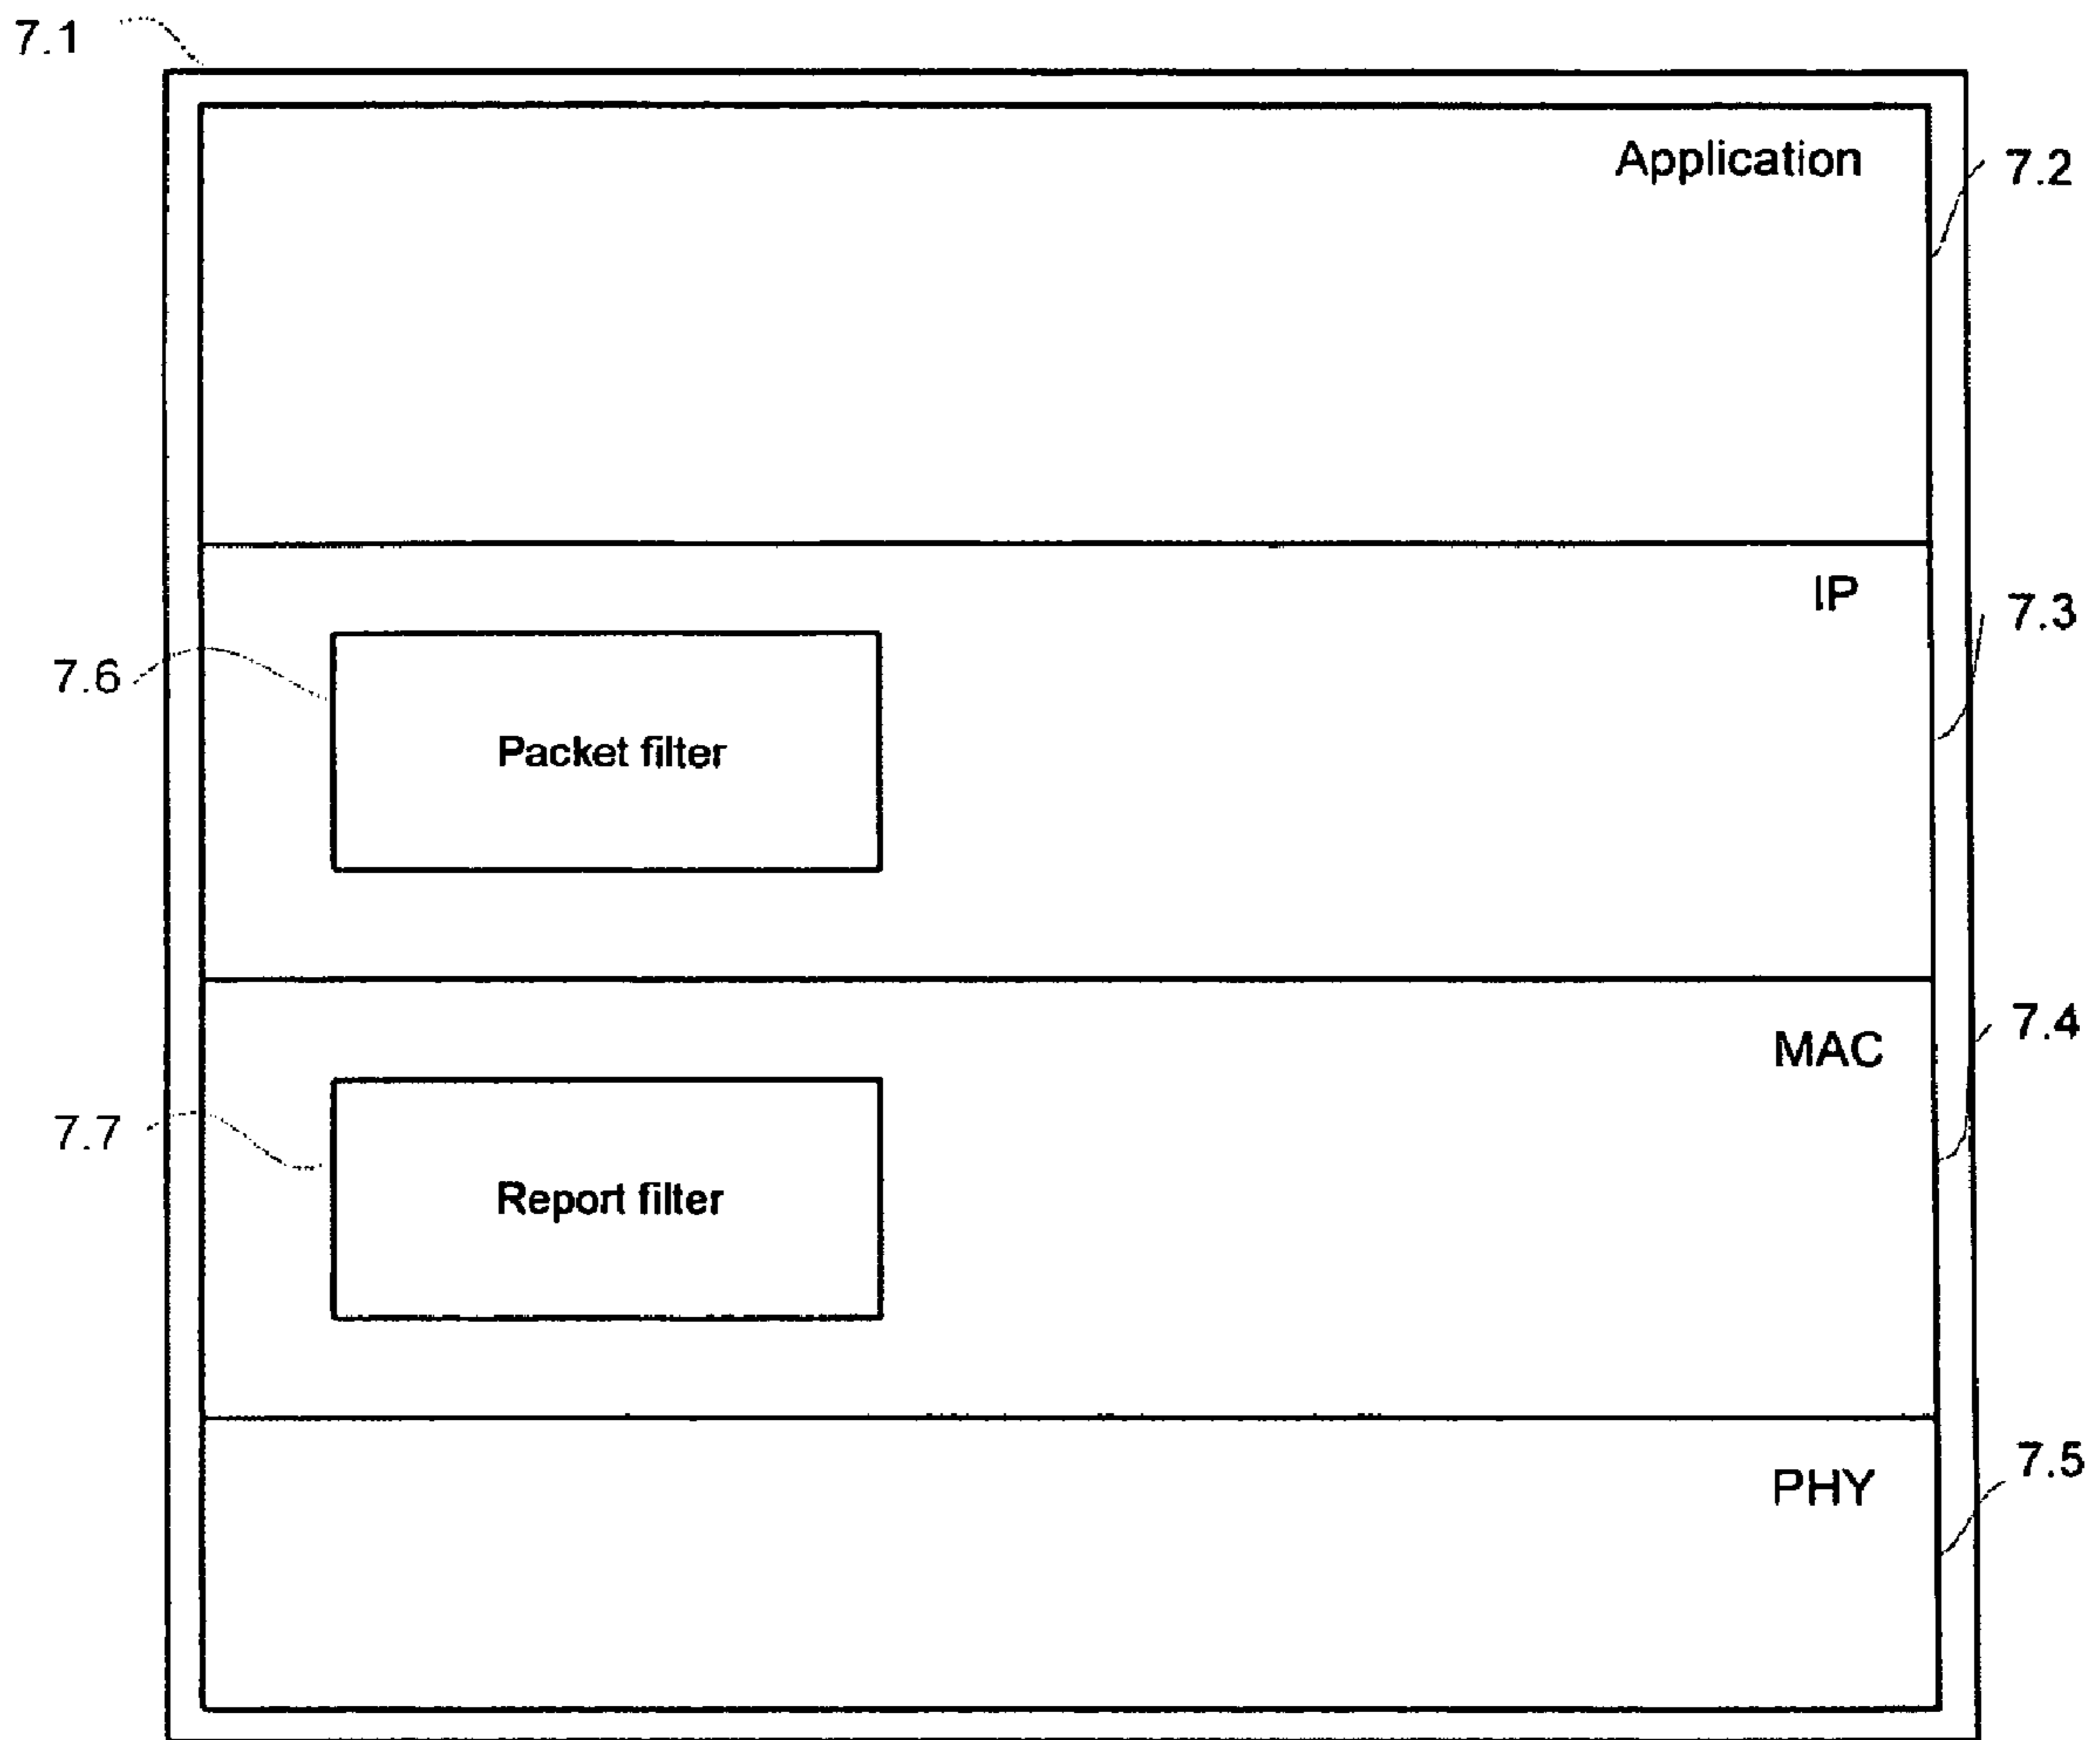 7.1
Application
7.2
IP
7.3
7.6
Packet filter
MAC
7.4
7.7
Report filter
PHY
7.5